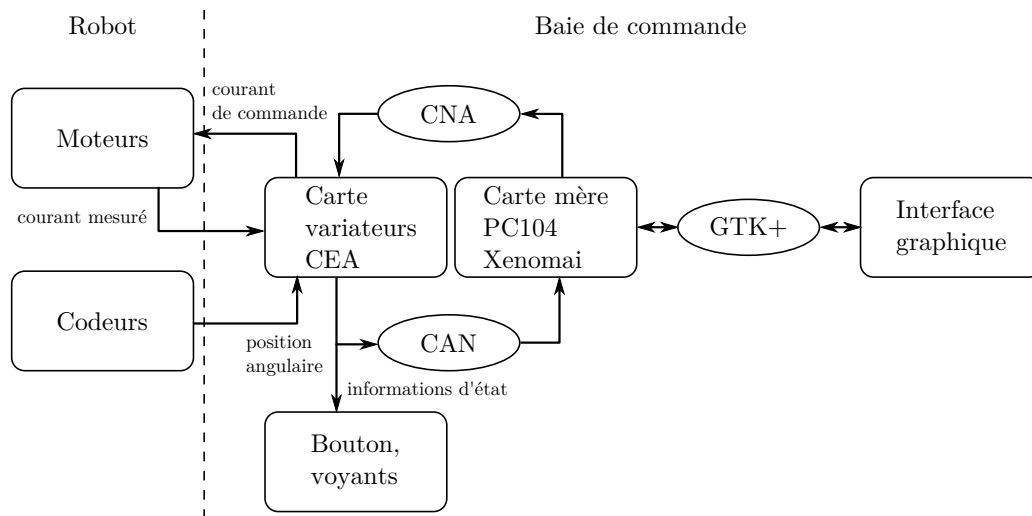 Robot
Baie de commande
Moteurs
courant
de commande
CNA
courant mesuré
Carte
variateurs
CEA
Carte mère
PC104
Xenomai
GTK+
Interface
graphique
Codeurs
position
angulaire
CAN
informations d'état
Bouton,
voyants